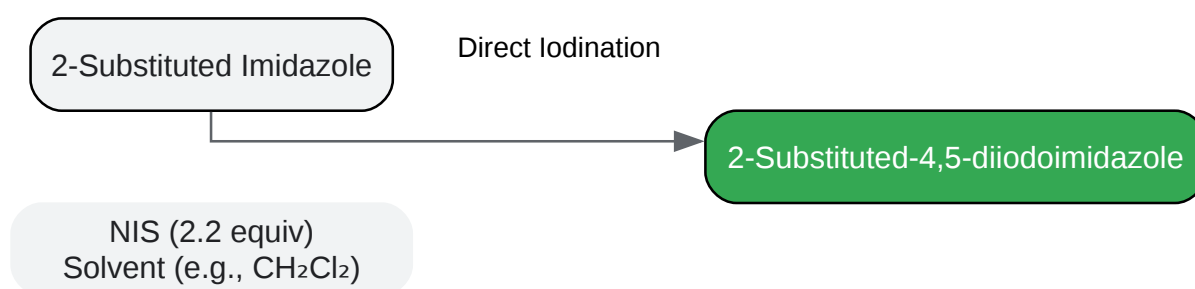 2-Substituted Imidazole
Direct Iodination
2-Substituted-4,5-diiodoimidazole
NIS (2.2 equiv)
Solvent (e.g., CH₂Cl₂)